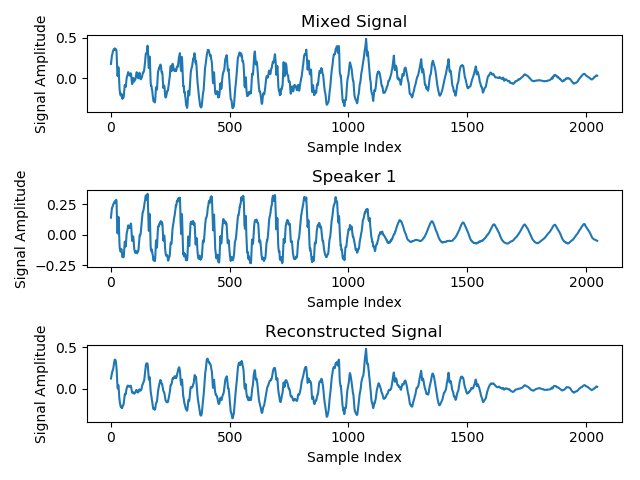 Mixed Signal
Signal Amplitude
0.5
0.0
0
500
1000
1500
2000
Sample Index
Speaker 1
Signal Amplitude
0.25
0.00
−0.25
0
500
1000
1500
2000
Sample Index
Reconstructed Signal
Signal Amplitude
0.5
0.0
0
500
1000
1500
2000
Sample Index